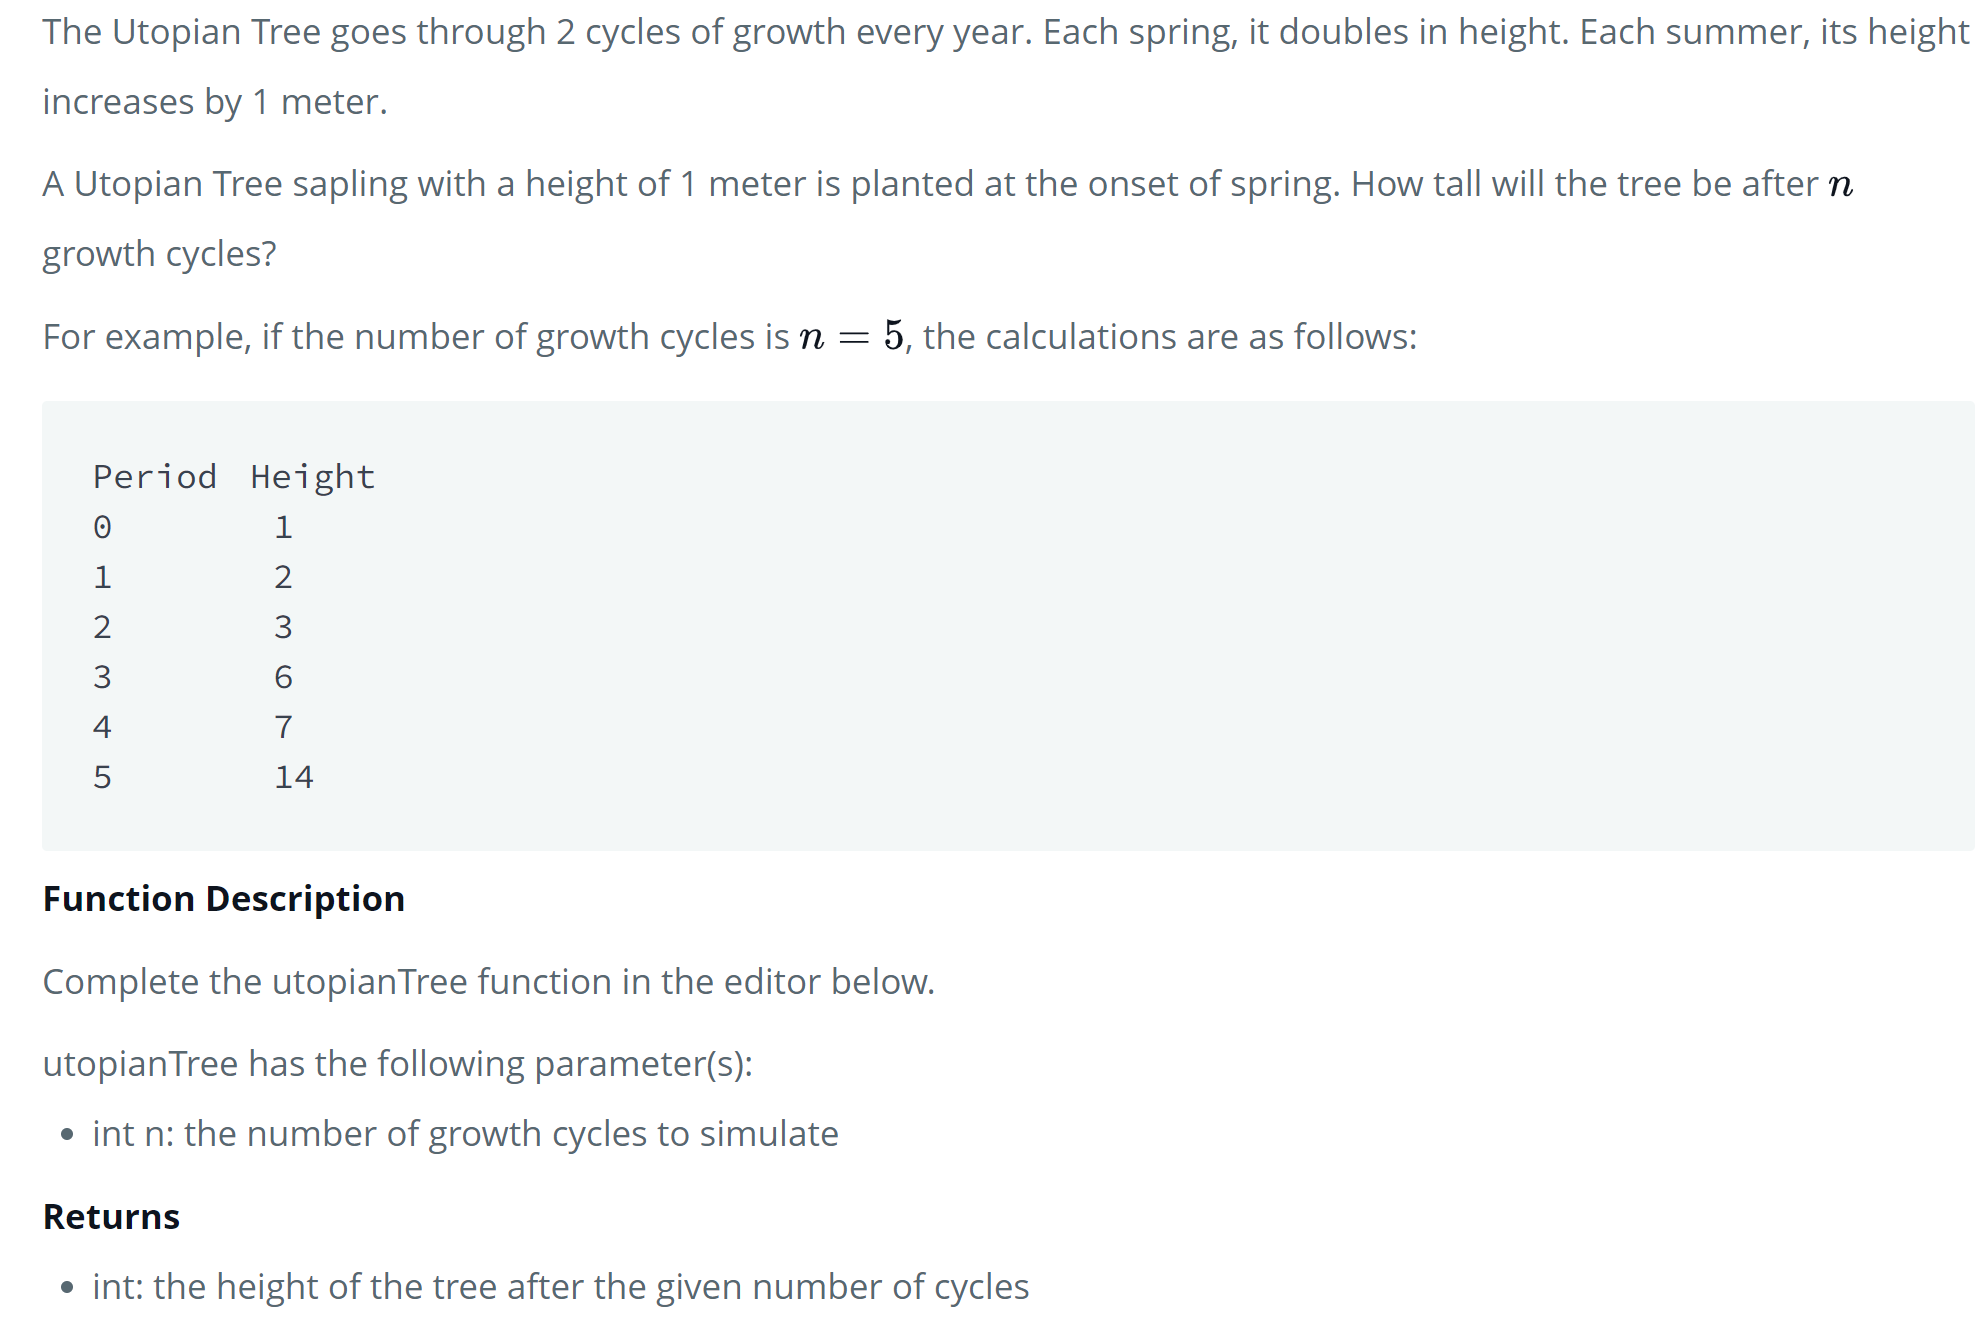 The Utopian Tree goes through 2 cycles of growth every year. Each spring, it doubles in height. Each summer, its height
increases by 1 meter.
A Utopian Tree sapling with a height of 1 meter is planted at the onset of spring. How tall will the tree be after n
growth cycles?
For example, if the number of growth cycles is n = 5, the calculations are as follows:
Period Height
0 1
1 2
2 3
3 6
4 7
5 14
Function Description
Complete the utopianTree function in the editor below.
utopianTree has the following parameter(s):
• int n: the number of growth cycles to simulate
Returns
• int: the height of the tree after the given number of cycles